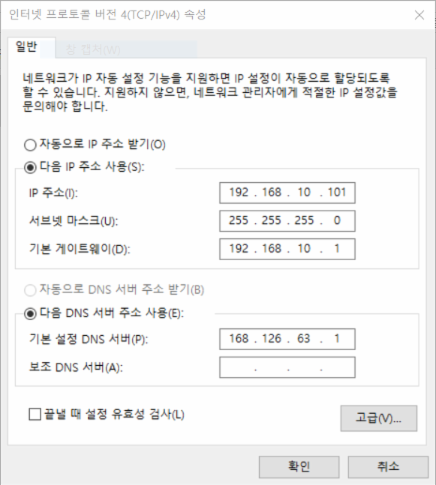 인터넷 프로토콜 버전 4(TCP/IPv4) 속성
일반
네트워크가 IP 자동 설정 기능을 지원하면 IP 설정이 자동으로 할당되도록
할 수 있습니다. 지원하지 않으면, 네트워크 관리자에게 적절한 IP 설정값을
문의해야 합니다.
자동으로 IP 주소 받기(O)
다음 IP 주소 사용(S):
IP 주소(I): 192 . 168 . 10 . 101
서브넷 마스크(U): 255 . 255 . 255 . 0
기본 게이트웨이(D): 192 . 168 . 10 . 1
자동으로 DNS 서버 주소 받기(B)
다음 DNS 서버 주소 사용(E):
기본 설정 DNS 서버(P): 168 . 126 . 63 . 1
보조 DNS 서버(A): . . .
끝낼 때 설정 유효성 검사(L)
고급(V)...
확인 취소